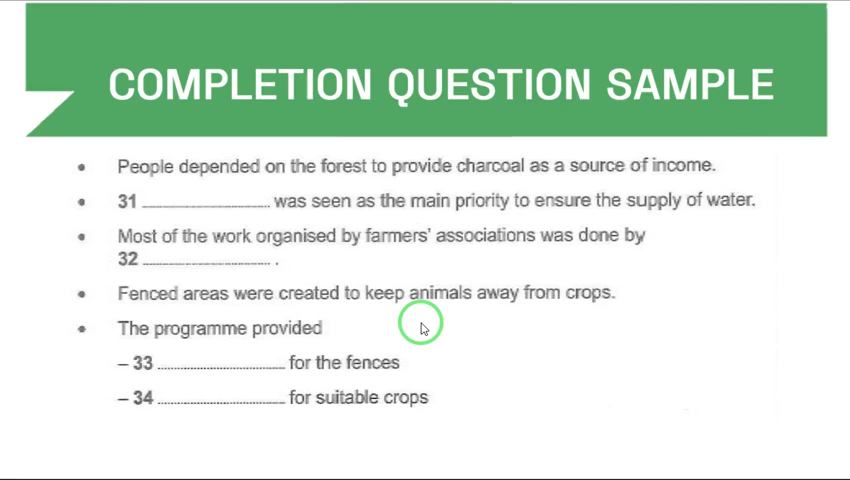 COMPLETION QUESTION SAMPLE
• People depended on the forest to provide charcoal as a source of income.
• 31 .............................. was seen as the main priority to ensure the supply of water.
• Most of the work organised by farmers' associations was done by
32 .............................. .
• Fenced areas were created to keep animals away from crops.
• The programme provided
– 33 .............................. for the fences
– 34 .............................. for suitable crops